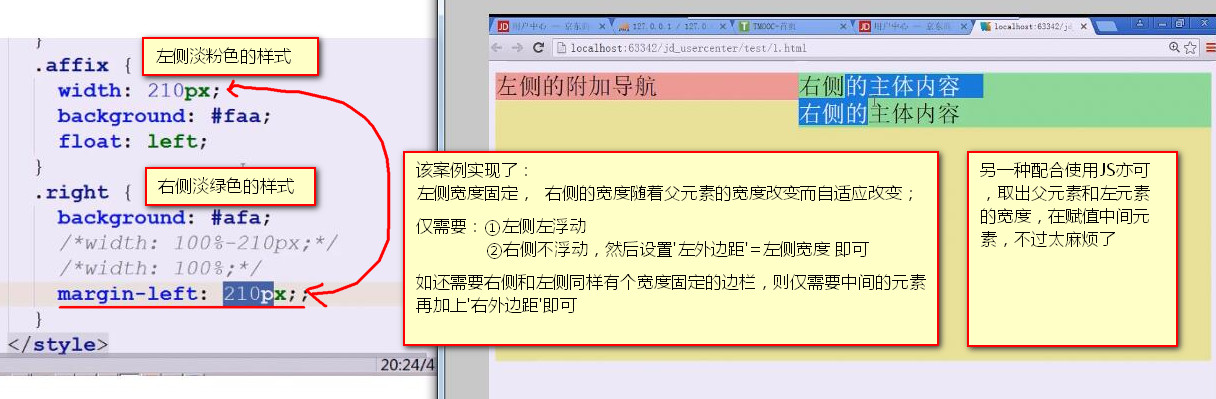 }
.affix {
左侧淡粉色的样式
width: 210px;
background: #faa;
float: left;
}
右侧淡绿色的样式
.right {
background: #afa;
/*width: 100%-210px;*/
/*width: 100%;*/
margin-left: 210px;;
}
</style>
20:24/4
JD 用户中心 — 京东商
127.0.0.1 / 127.0
T TMOOC-首页
JD 用户中心 — 京东商
localhost:63342/jd
localhost:63342/jd_usercenter/test/1.html
左侧的附加导航
右侧的主体内容
右侧的主体内容
该案例实现了：
左侧宽度固定， 右侧的宽度随着父元素的宽度改变而自适应改变；
仅需要：①左侧左浮动
②右侧不浮动，然后设置'左外边距'=左侧宽度 即可
如还需要右侧和左侧同样有个宽度固定的边栏，则仅需要中间的元素
再加上'右外边距'即可
另一种配合使用JS亦可
，取出父元素和左元素
的宽度，在赋值中间元
素，不过太麻烦了